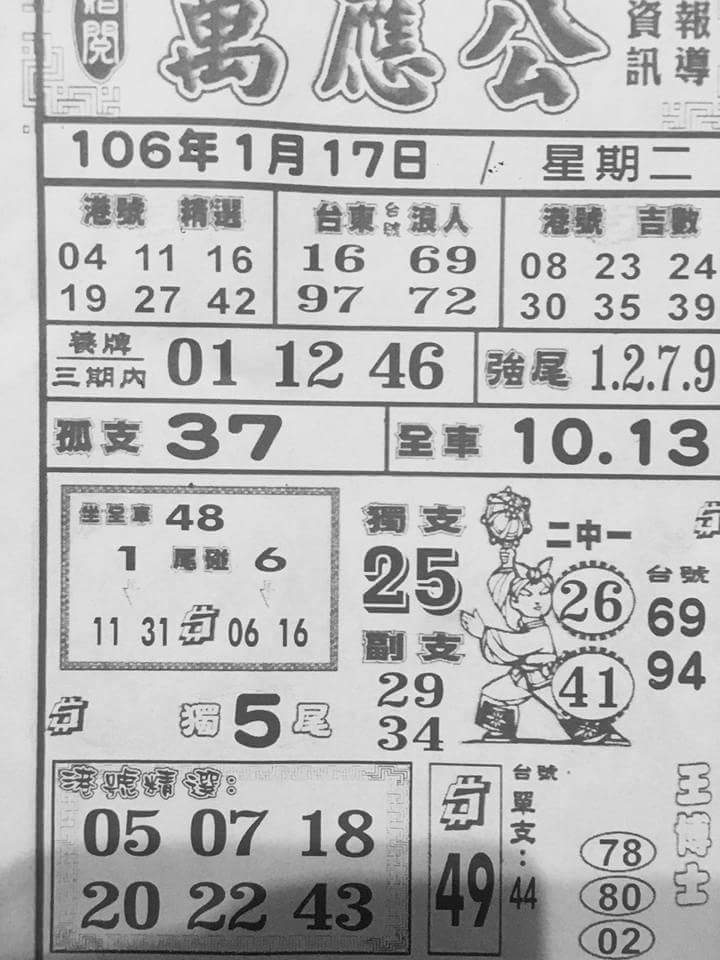 萬應公
資訊 報導
106年1月17日 / 星期二
港號 精選
04 11 16
19 27 42
台東台號浪人
16 69
97 72
港號 吉數
08 23 24
30 35 39
養牌
三期內
01 12 46
強尾 1.2.7.9
孤支 37
全車 10.13
坐全車 48
1 尾碰 6
11 31 06 16
獨支
25
副支
29
34
二中一
26
41
台號
69
94
獨5尾
港號精選:
05 07 18
20 22 43
49
台號
單支:
44
王博士
78
80
02